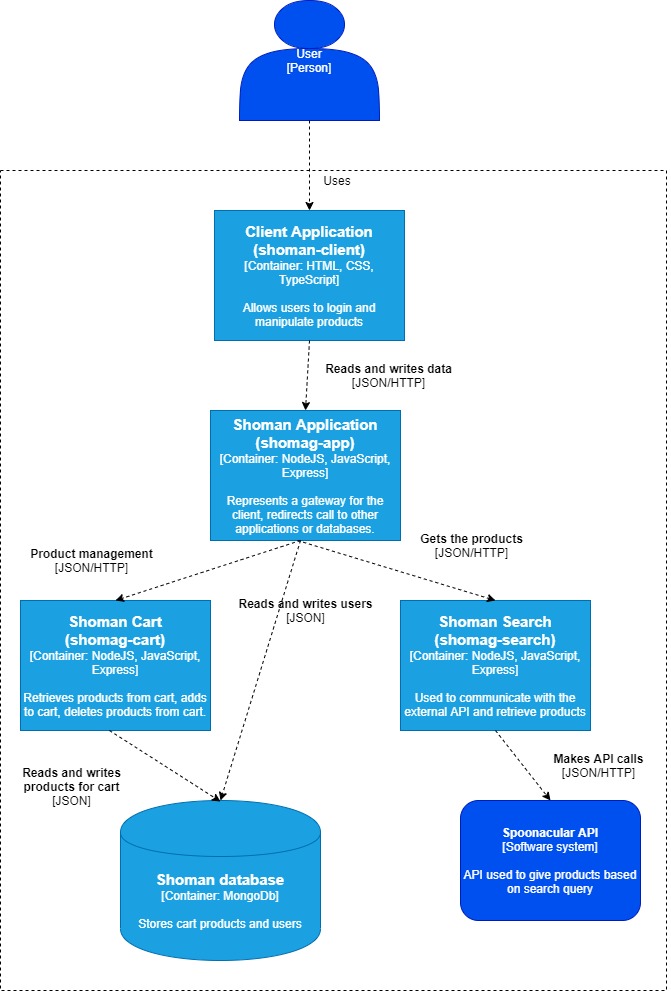 User
[Person]
Uses
Client Application
(shoman-client)
[Container: HTML, CSS,
TypeScript]
Allows users to login and
manipulate products
Reads and writes data
[JSON/HTTP]
Shoman Application
(shomag-app)
[Container: NodeJS, JavaScript,
Express]
Represents a gateway for the
client, redirects call to other
applications or databases.
Product management
[JSON/HTTP]
Reads and writes users
[JSON]
Gets the products
[JSON/HTTP]
Shoman Cart
(shomag-cart)
[Container: NodeJS, JavaScript,
Express]
Retrieves products from cart, adds
to cart, deletes products from cart.
Shoman Search
(shomag-search)
[Container: NodeJS, JavaScript,
Express]
Used to communicate with the
external API and retrieve products
Reads and writes
products for cart
[JSON]
Makes API calls
[JSON/HTTP]
Shoman database
[Container: MongoDb]
Stores cart products and users
Spoonacular API
[Software system]
API used to give products based
on search query